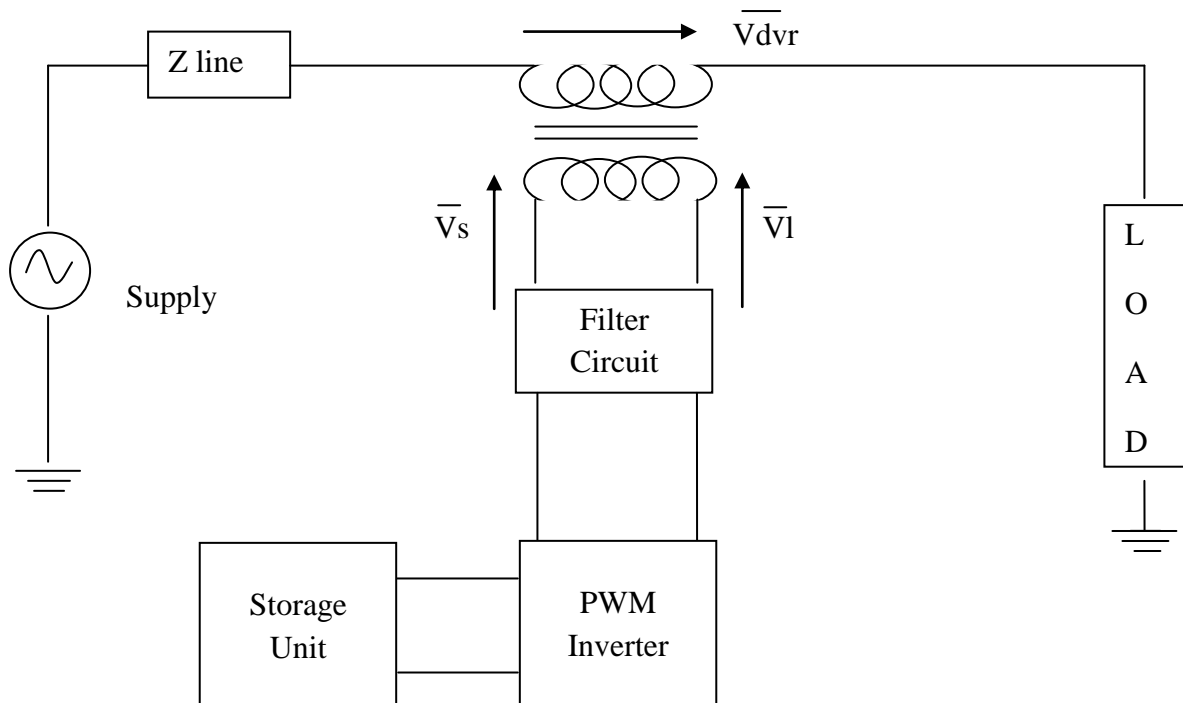 Vdvr
Z line
Vs
Vl
L
O
A
D
Supply
Filter
Circuit
Storage
Unit
PWM
Inverter